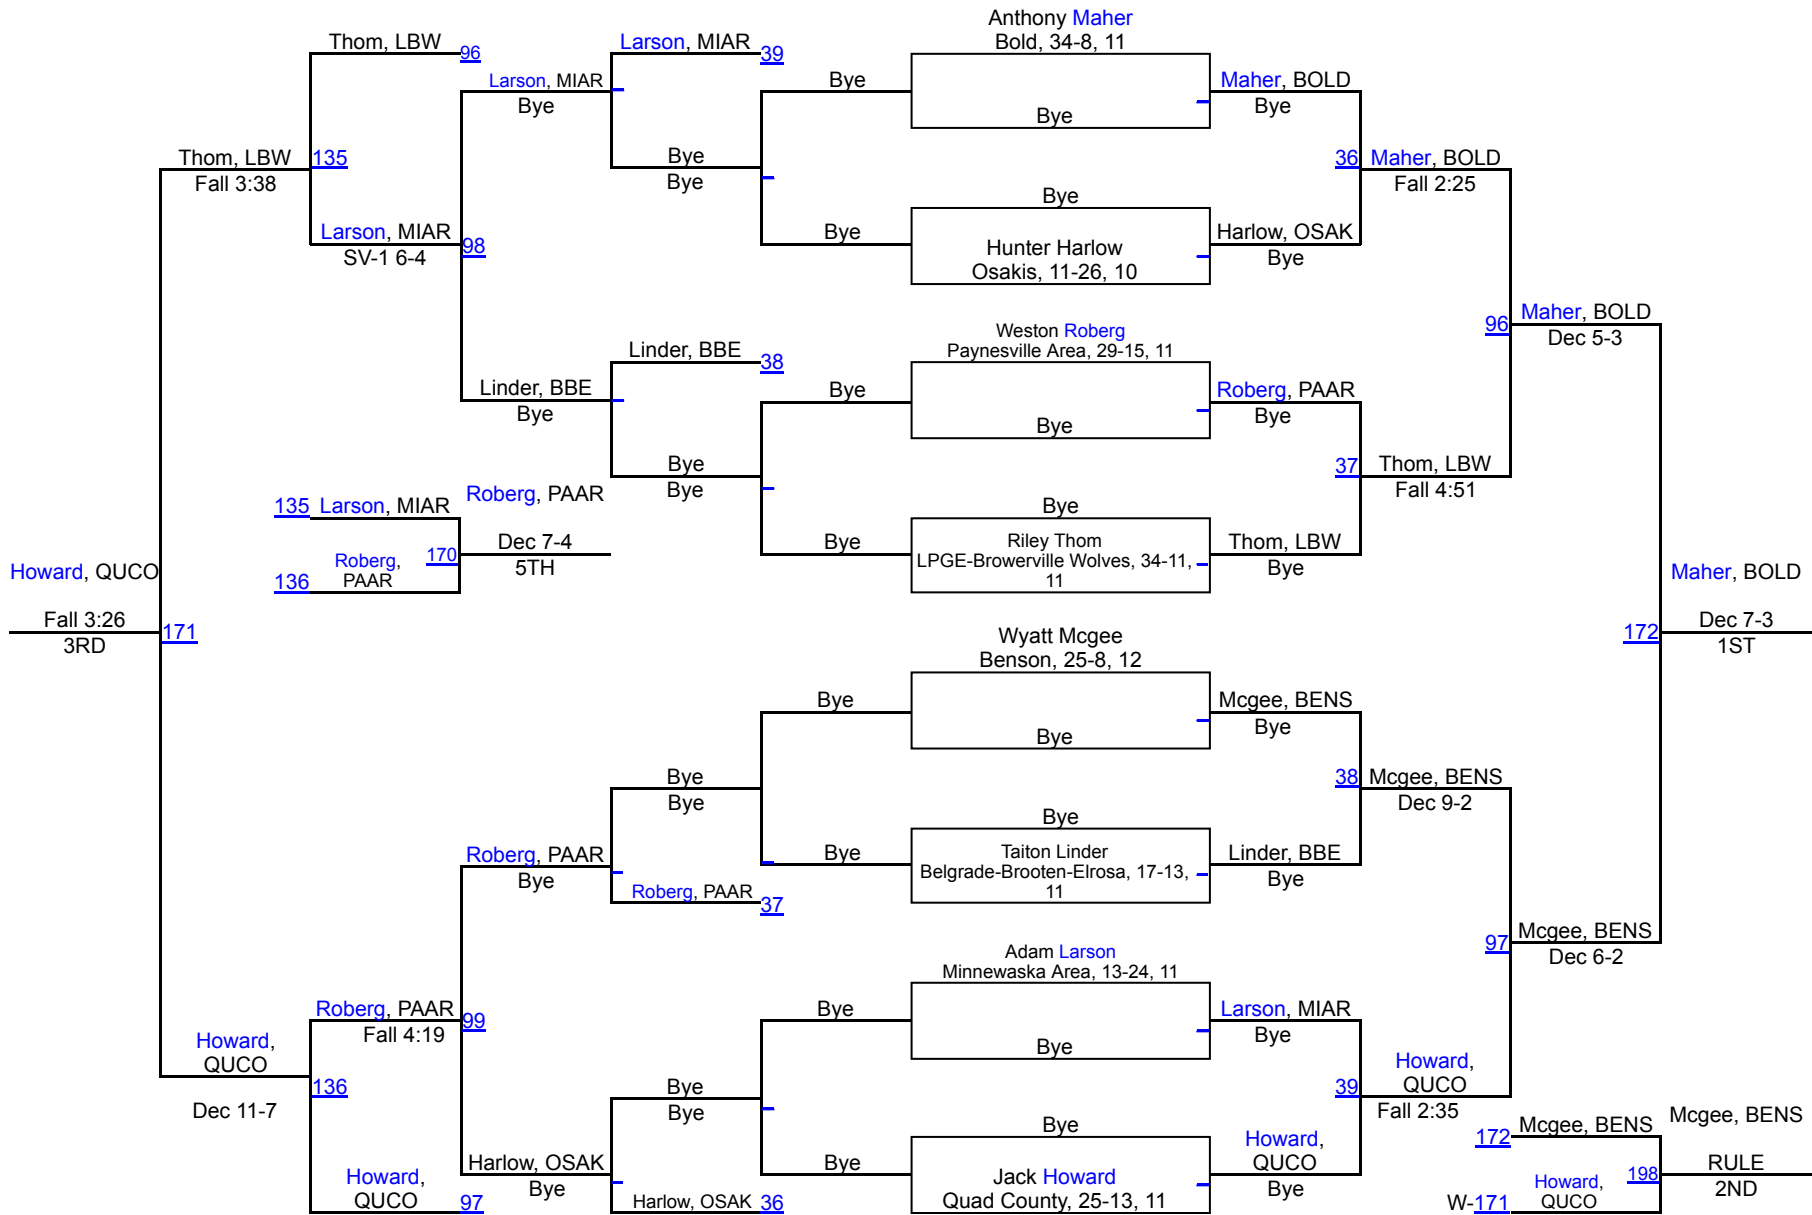 Anthony Maher
Bold, 34-8, 11
Thom, LBW
96
Larson, MIAR
39
Larson, MIAR
Bye
Bye
Bye
Maher, BOLD
Bye
Thom, LBW
135
Fall 3:38
Bye
Bye
36
Maher, BOLD
Fall 2:25
Larson, MIAR
98
SV-1 6-4
Bye
Bye
Hunter Harlow
Osakis, 11-26, 10
Harlow, OSAK
Bye
Weston Roberg
Paynesville Area, 29-15, 11
96
Maher, BOLD
Dec 5-3
Linder, BBE
38
Linder, BBE
Bye
Bye
Bye
Roberg, PAAR
Bye
Bye
Bye
37
Thom, LBW
Fall 4:51
135
Larson, MIAR
Roberg, PAAR
Roberg,
PAAR
136
170
Dec 7-4
5TH
Bye
Bye
Riley Thom
LPGE-Browerville Wolves, 34-11,
11
Thom, LBW
Bye
Howard, QUCO
Fall 3:26
3RD
171
Maher, BOLD
172
Dec 7-3
1ST
Wyatt Mcgee
Benson, 25-8, 12
Bye
Bye
Mcgee, BENS
Bye
Bye
Bye
38
Mcgee, BENS
Dec 9-2
Roberg, PAAR
Bye
Roberg, PAAR
37
Bye
Bye
Taiton Linder
Belgrade-Brooten-Elrosa, 17-13,
11
Linder, BBE
Bye
Adam Larson
Minnewaska Area, 13-24, 11
97
Mcgee, BENS
Dec 6-2
Roberg, PAAR
99
Fall 4:19
Bye
Bye
Larson, MIAR
Bye
Howard,
QUCO
Dec 11-7
136
Bye
Bye
39
Howard,
QUCO
Fall 2:35
Howard,
QUCO
97
Harlow, OSAK
Bye
Harlow, OSAK
36
Bye
Bye
Jack Howard
Quad County, 25-13, 11
Howard,
QUCO
Bye
172
Mcgee, BENS
Mcgee, BENS
W-171
Howard,
QUCO
198
RULE
2ND